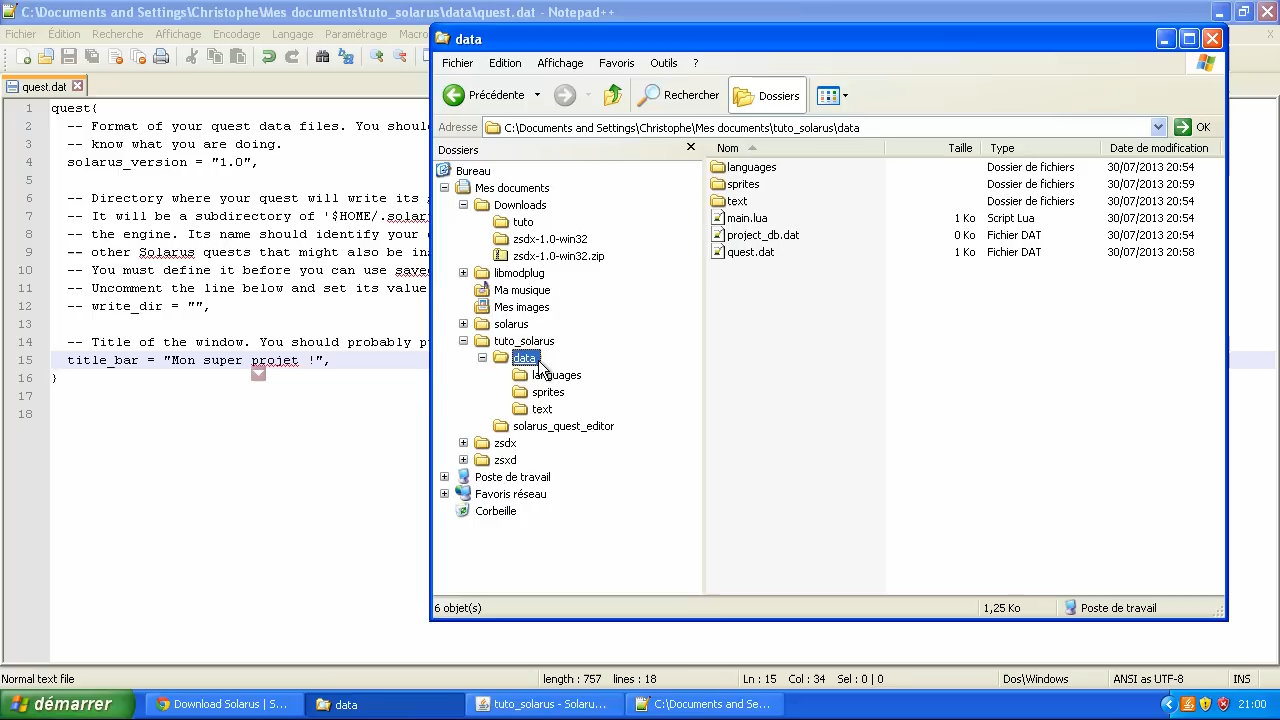 C:\Documents and Settings\Christophe\Mes documents\tuto_solarus\data\quest.dat - Notepad++
Fichier Édition Recherche Affichage Encodage Langage Paramétrage Macro
quest.dat
1 quest{
2 -- Format of your quest data files. You shou
3 -- know what you are doing.
4 solarus_version = "1.0",
5
6 -- Directory where your quest will write its
7 -- It will be a subdirectory of '$HOME/.solar
8 -- the engine. Its name should identify your
9 -- other Solarus quests that might also be in
10 -- You must define it before you can use save
11 -- Uncomment the line below and set its value
12 -- write_dir = "",
13
14 -- Title of the window. You should probably p
15 title_bar = "Mon super projet !",
16 }
17
18
data
Fichier Edition Affichage Favoris Outils ?
Précédent Rechercher Dossiers
Adresse C:\Documents and Settings\Christophe\Mes documents\tuto_solarus\data OK
Dossiers
Bureau
Mes documents
Downloads
tuto
zsdx-1.0-win32
zsdx-1.0-win32.zip
libmodplug
Ma musique
Mes images
solarus
tuto_solarus
data
languages
sprites
text
solarus_quest_editor
zsdx
zsxd
Poste de travail
Favoris réseau
Corbeille
Nom Taille Type Date de modification
languages Dossier de fichiers 30/07/2013 20:54
sprites Dossier de fichiers 30/07/2013 20:59
text Dossier de fichiers 30/07/2013 20:54
main.lua 1 Ko Script Lua 30/07/2013 20:54
project_db.dat 0 Ko Fichier DAT 30/07/2013 20:54
quest.dat 1 Ko Fichier DAT 30/07/2013 20:58
6 objet(s) 1,25 Ko Poste de travail
Normal text file length : 757 lines : 18 Ln : 15 Col : 34 Sel : 0 | 0 Dos\Windows ANSI as UTF-8 INS
démarrer Download Solarus | S... data tuto_solarus - Solaru... C:\Documents and Se... 21:00